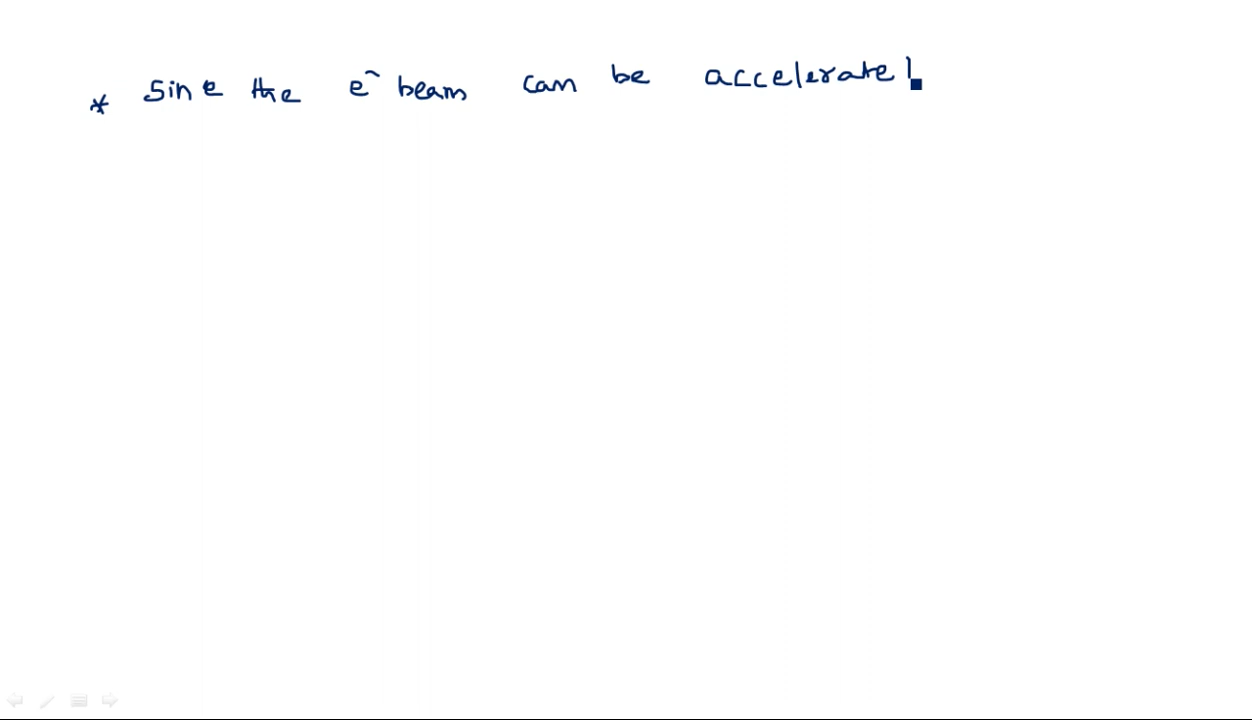 * Sine the e⁻ beam can be accelerate